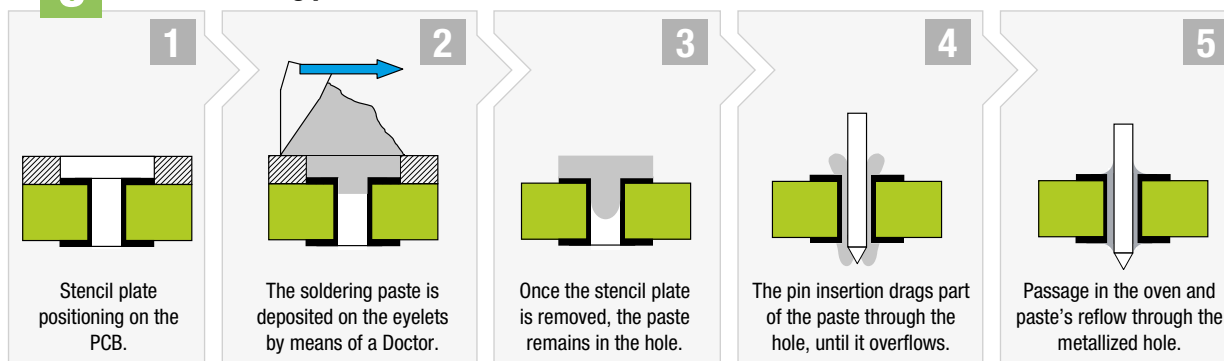 1
2
3
4
5
Stencil plate
positioning on the
PCB.
The soldering paste is
deposited on the eyelets
by means of a Doctor.
Once the stencil plate
is removed, the paste
remains in the hole.
The pin insertion drags part
of the paste through the
hole, until it overflows.
Passage in the oven and
paste's reflow through the
metallized hole.